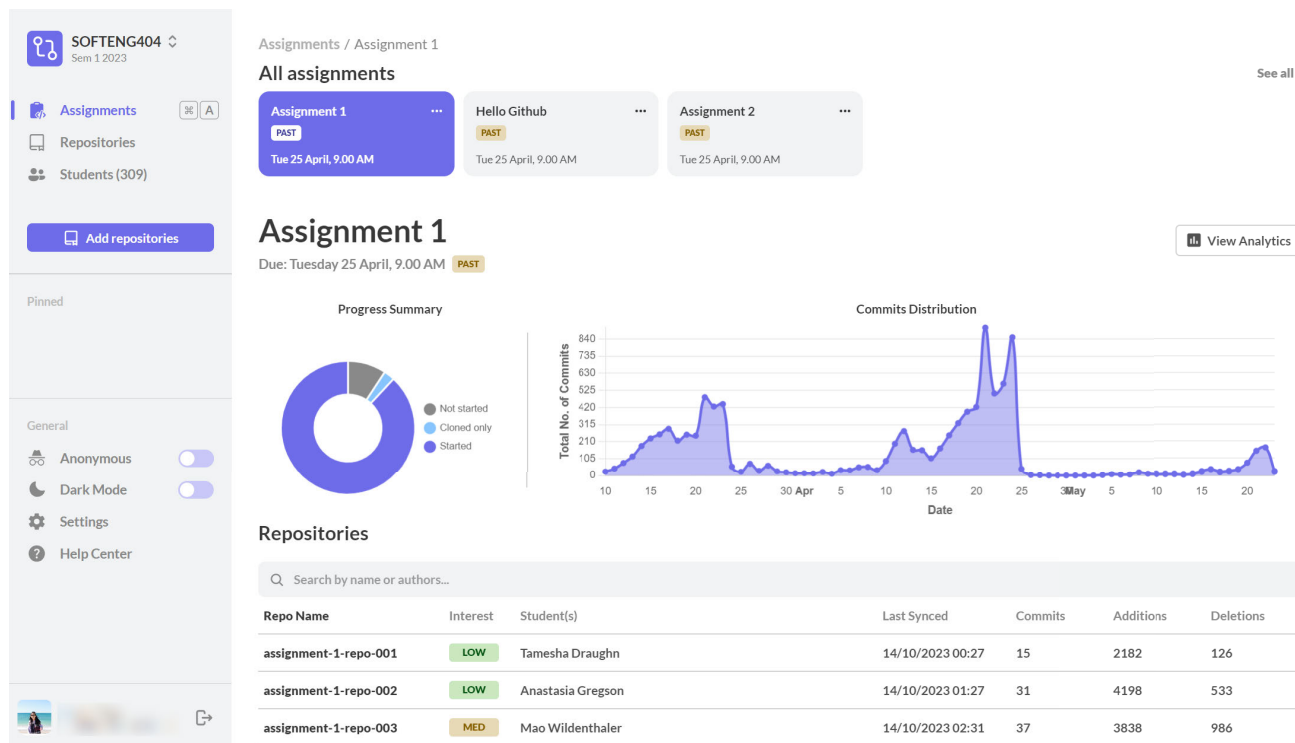 SOFTENG404
Sem 1 2023
Assignments
⌘ A
Repositories
Students (309)
Add repositories
Pinned
General
Anonymous
Dark Mode
Settings
Help Center
Assignments / Assignment 1
All assignments
See all
Assignment 1 ...
PAST
Tue 25 April, 9.00 AM
Hello Github ...
PAST
Tue 25 April, 9.00 AM
Assignment 2 ...
PAST
Tue 25 April, 9.00 AM
Assignment 1
View Analytics
Due: Tuesday 25 April, 9.00 AM PAST
Progress Summary
Not started
Cloned only
Started
Commits Distribution
Total No. of Commits
840
735
630
525
420
315
210
105
0
10 15 20 25 30 Apr 5 10 15 20 25 30 May 5 10 15 20
Date
Repositories
Search by name or authors...
Repo Name Interest Student(s) Last Synced Commits Additions Deletions
assignment-1-repo-001 LOW Tamesha Draughn 14/10/2023 00:27 15 2182 126
assignment-1-repo-002 LOW Anastasia Gregson 14/10/2023 01:27 31 4198 533
assignment-1-repo-003 MED Mao Wildenthaler 14/10/2023 02:31 37 3838 986